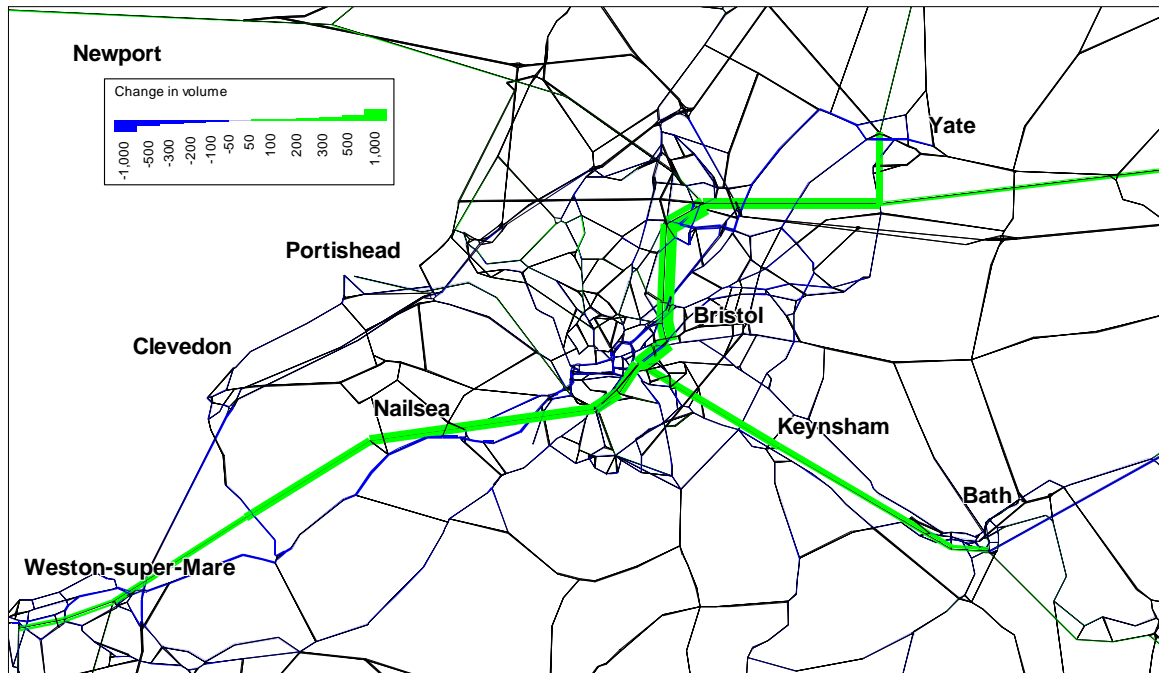 Newport
Change in volume
-1,000
-500
-300
-200
-100
-50
50
100
200
300
500
1,000
Yate
Portishead
Bristol
Clevedon
Nailsea
Keynsham
Bath
Weston-super-Mare